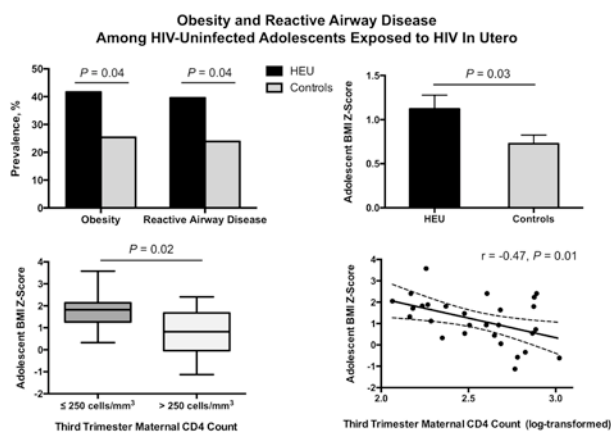 Obesity and Reactive Airway Disease
Among HIV-Uninfected Adolescents Exposed to HIV In Utero
P = 0.04
P = 0.04
HEU
Controls
Prevalence, %
50
40
30
20
10
0
Obesity
Reactive Airway Disease
P = 0.03
Adolescent BMI Z-Score
1.5
1.0
0.5
0.0
HEU
Controls
P = 0.02
Adolescent BMI Z-Score
4
3
2
1
0
-1
-2
≤ 250 cells/mm³
> 250 cells/mm³
Third Trimester Maternal CD4 Count
r = -0.47, P = 0.01
Adolescent BMI Z-Score
4
3
2
1
0
-1
-2
2.0
2.5
3.0
Third Trimester Maternal CD4 Count (log-transformed)